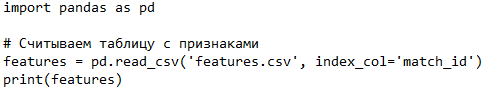 import pandas as pd
# Считываем таблицу с признаками
features = pd.read_csv('features.csv', index_col='match_id')
print(features)